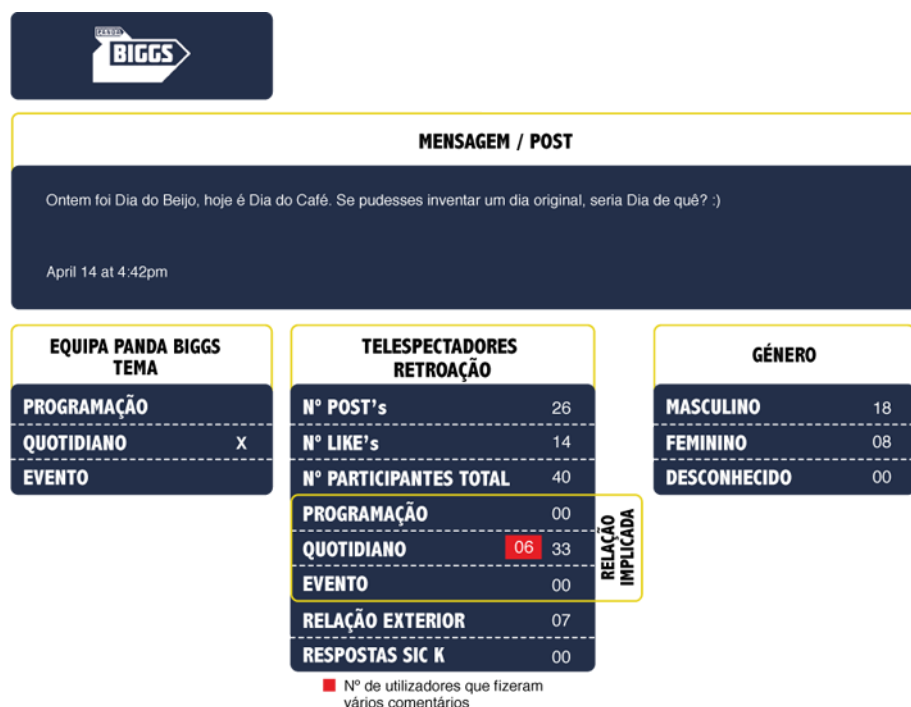 PANDA
BIGGS
MENSAGEM / POST
Ontem foi Dia do Beijo, hoje é Dia do Café. Se pudesses inventar um dia original, seria Dia de quê? :)
April 14 at 4:42pm
EQUIPA PANDA BIGGS
TEMA
PROGRAMAÇÃO
QUOTIDIANO X
EVENTO
TELESPECTADORES
RETROAÇÃO
Nº POST's 26
Nº LIKE's 14
Nº PARTICIPANTES TOTAL 40
PROGRAMAÇÃO 00
QUOTIDIANO 06 33
EVENTO 00
RELAÇÃO
IMPLICADA
RELAÇÃO EXTERIOR 07
RESPOSTAS SIC K 00
Nº de utilizadores que fizeram
vários comentários
GÉNERO
MASCULINO 18
FEMININO 08
DESCONHECIDO 00